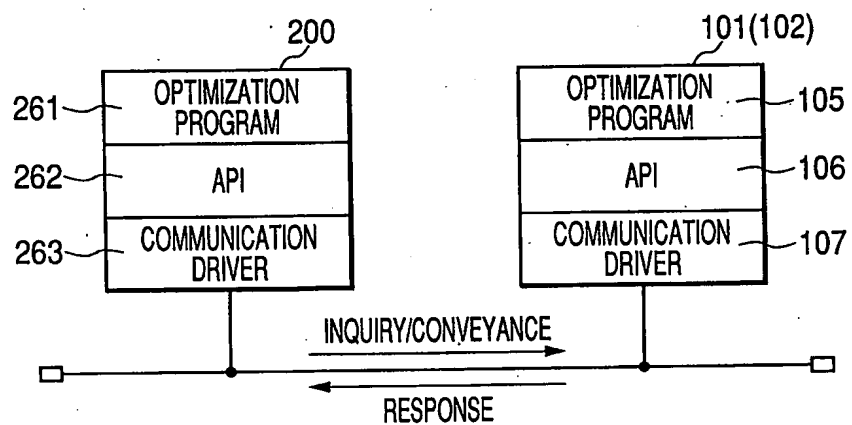 200
101(102)
261
OPTIMIZATION
PROGRAM
262
API
263
COMMUNICATION
DRIVER
OPTIMIZATION
PROGRAM
105
API
106
COMMUNICATION
DRIVER
107
INQUIRY/CONVEYANCE
RESPONSE